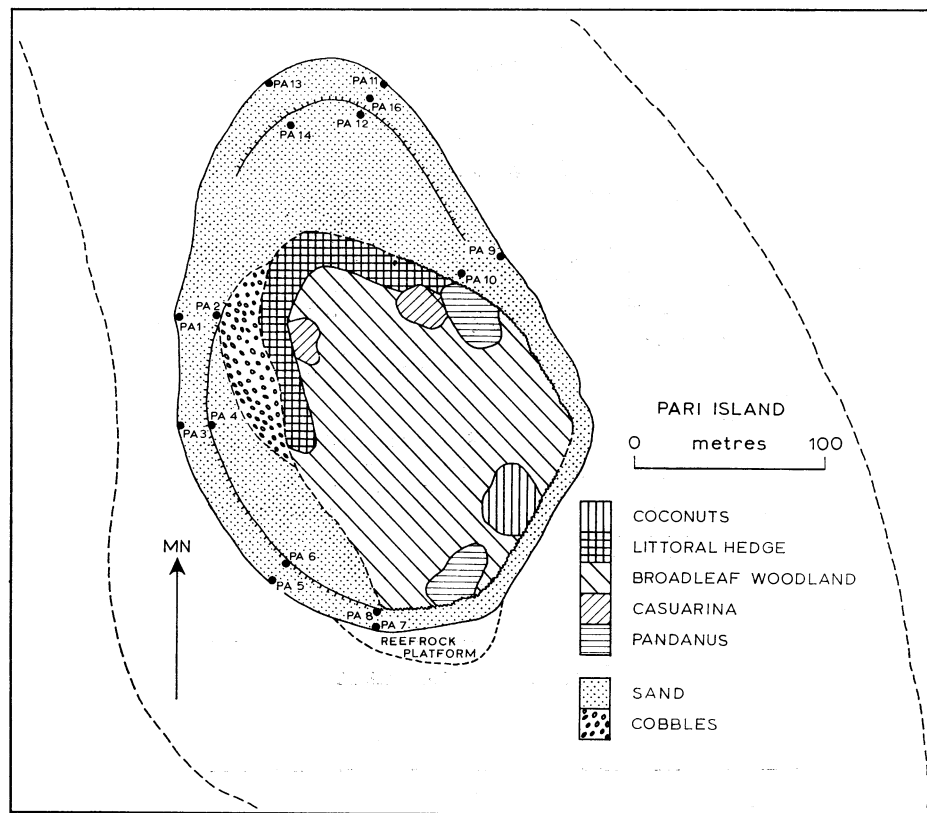 PA 13
PA 11
PA 16
PA 12
PA 14
PA 9
PA 10
PA 2
PA 1
PA 4
PA 3
PARI ISLAND
0 metres 100
COCONUTS
LITTORAL HEDGE
BROADLEAF WOODLAND
CASUARINA
PANDANUS
SAND
COBBLES
MN
PA 6
PA 5
PA 8
PA 7
REEFROCK
PLATFORM